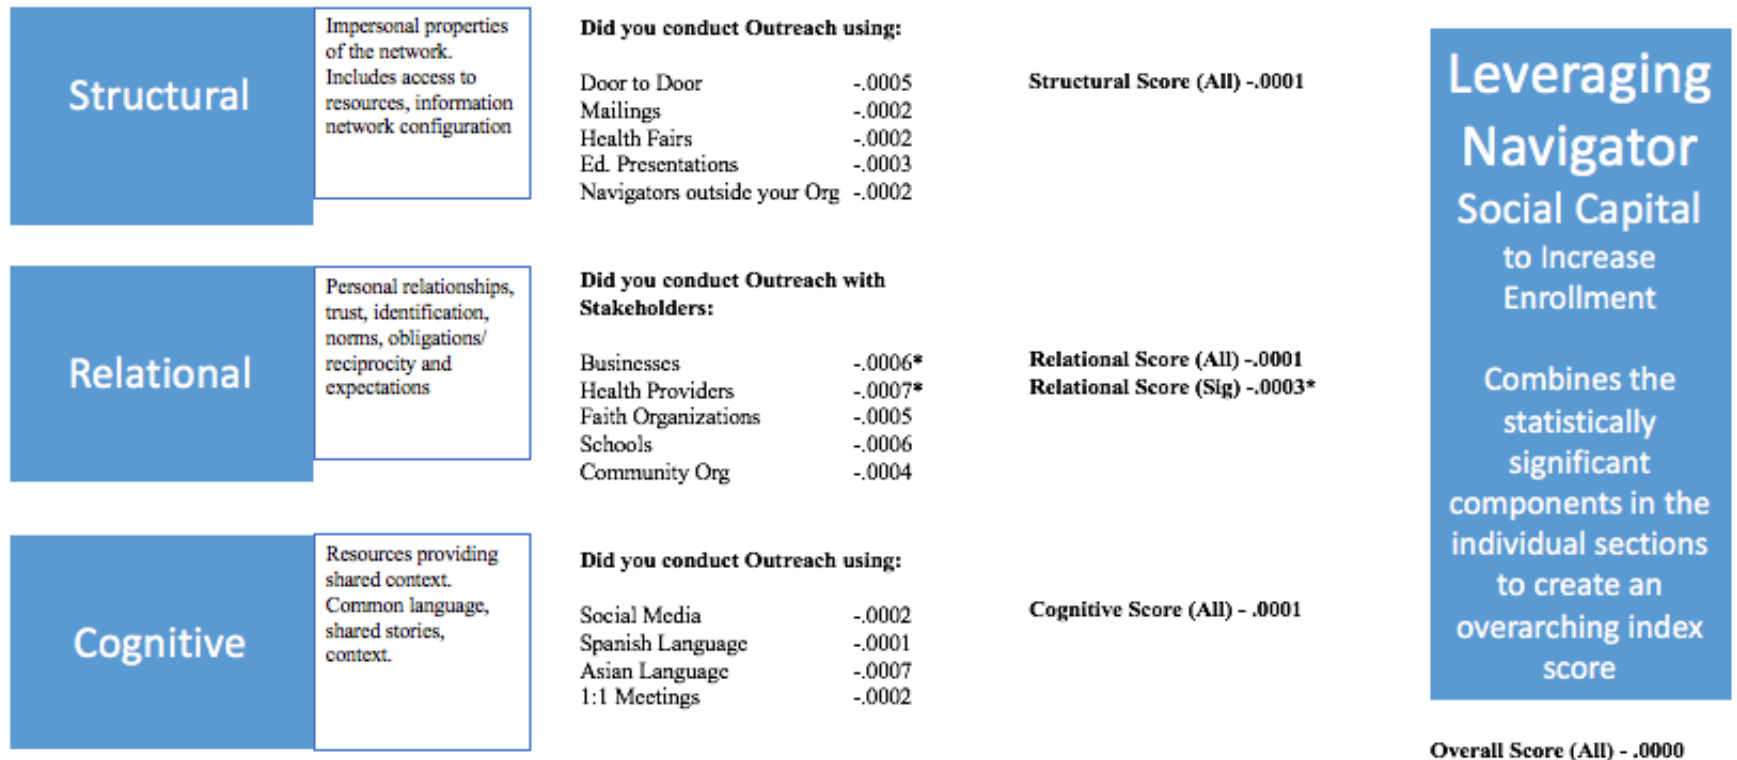 Structural
Impersonal properties
of the network.
Includes access to
resources, information
network configuration
Did you conduct Outreach using:
Door to Door -.0005
Mailings -.0002
Health Fairs -.0002
Ed. Presentations -.0003
Navigators outside your Org -.0002
Structural Score (All) -.0001
Relational
Personal relationships,
trust, identification,
norms, obligations/
reciprocity and
expectations
Did you conduct Outreach with
Stakeholders:
Businesses -.0006*
Health Providers -.0007*
Faith Organizations -.0005
Schools -.0006
Community Org -.0004
Relational Score (All) -.0001
Relational Score (Sig) -.0003*
Cognitive
Resources providing
shared context.
Common language,
shared stories,
context.
Did you conduct Outreach using:
Social Media -.0002
Spanish Language -.0001
Asian Language -.0007
1:1 Meetings -.0002
Cognitive Score (All) - .0001
Leveraging
Navigator
Social Capital
to Increase
Enrollment
Combines the
statistically
significant
components in the
individual sections
to create an
overarching index
score
Overall Score (All) - .0000